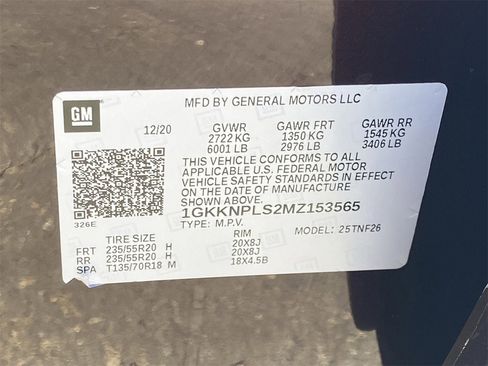 GM
MFD BY GENERAL MOTORS LLC
12/20 GVWR GAWR FRT GAWR RR
2722 KG 1350 KG 1545 KG
6001 LB 2976 LB 3406 LB
THIS VEHICLE CONFORMS TO ALL
APPLICABLE U.S. FEDERAL MOTOR
VEHICLE SAFETY STANDARDS IN EFFECT
ON THE DATE OF MANUFACTURE
SHOWN ABOVE.
326E
1GKKNPLS2MZ153565
TYPE: M.P.V. MODEL: 25TNF26
TIRE SIZE RIM
FRT 235/55R20 H 20X8J
RR 235/55R20 H 20X8J
SPA T135/70R18 M 18X4.5B